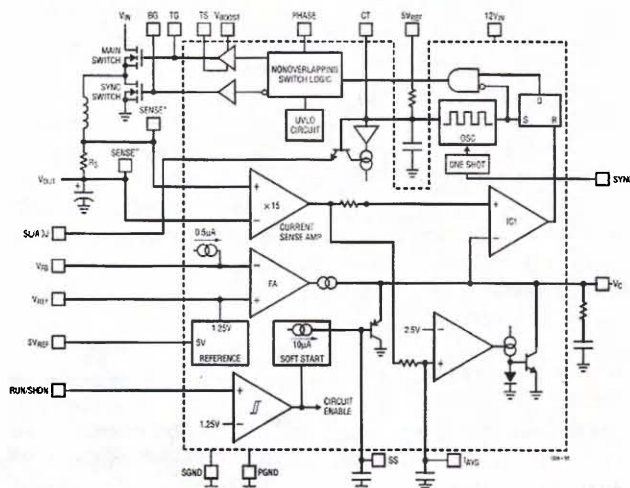 BG TG TS VBOOST PHASE CT 5VREF 12VIN
VIN
MAIN
SWITCH
SYNC
SWITCH
NONOVERLAPPING
SWITCH LOGIC
UVLO
CIRCUIT
OSC
S Q R
ONE SHOT
SYNC
SENSE+
RS
SENSE–
VOUT
+
+
×15
–
CURRENT
SENSE AMP
+
IC1
–
SL/ADJ
0.5µA
VFB
–
EA
+
VREF
1.25V
5VREF
5V
REFERENCE
10µA
SOFT START
VC
2.5V
–
+
RUN/SHDN
+
1.25V
–
CIRCUIT
ENABLE
SGND PGND
SS
IAVG